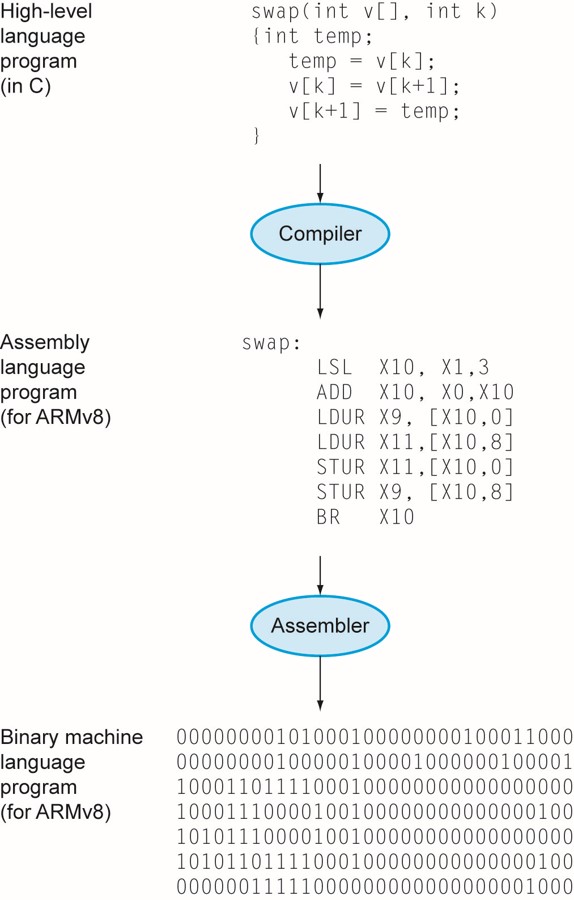 High-level
language
program
(in C)
swap(int v[], int k)
{int temp;
temp = v[k];
v[k] = v[k+1];
v[k+1] = temp;
}
Compiler
Assembly
language
program
(for ARMv8)
swap:
LSL X10, X1,3
ADD X10, X0,X10
LDUR X9, [X10,0]
LDUR X11,[X10,8]
STUR X11,[X10,0]
STUR X9, [X10,8]
BR X10
Assembler
Binary machine
language
program
(for ARMv8)
00000000101000100000000100011000
00000000100000100001000000100001
10001101111000100000000000000000
10001110000100100000000000000100
10101110000100100000000000000000
10101101111000100000000000000100
00000011111000000000000000001000